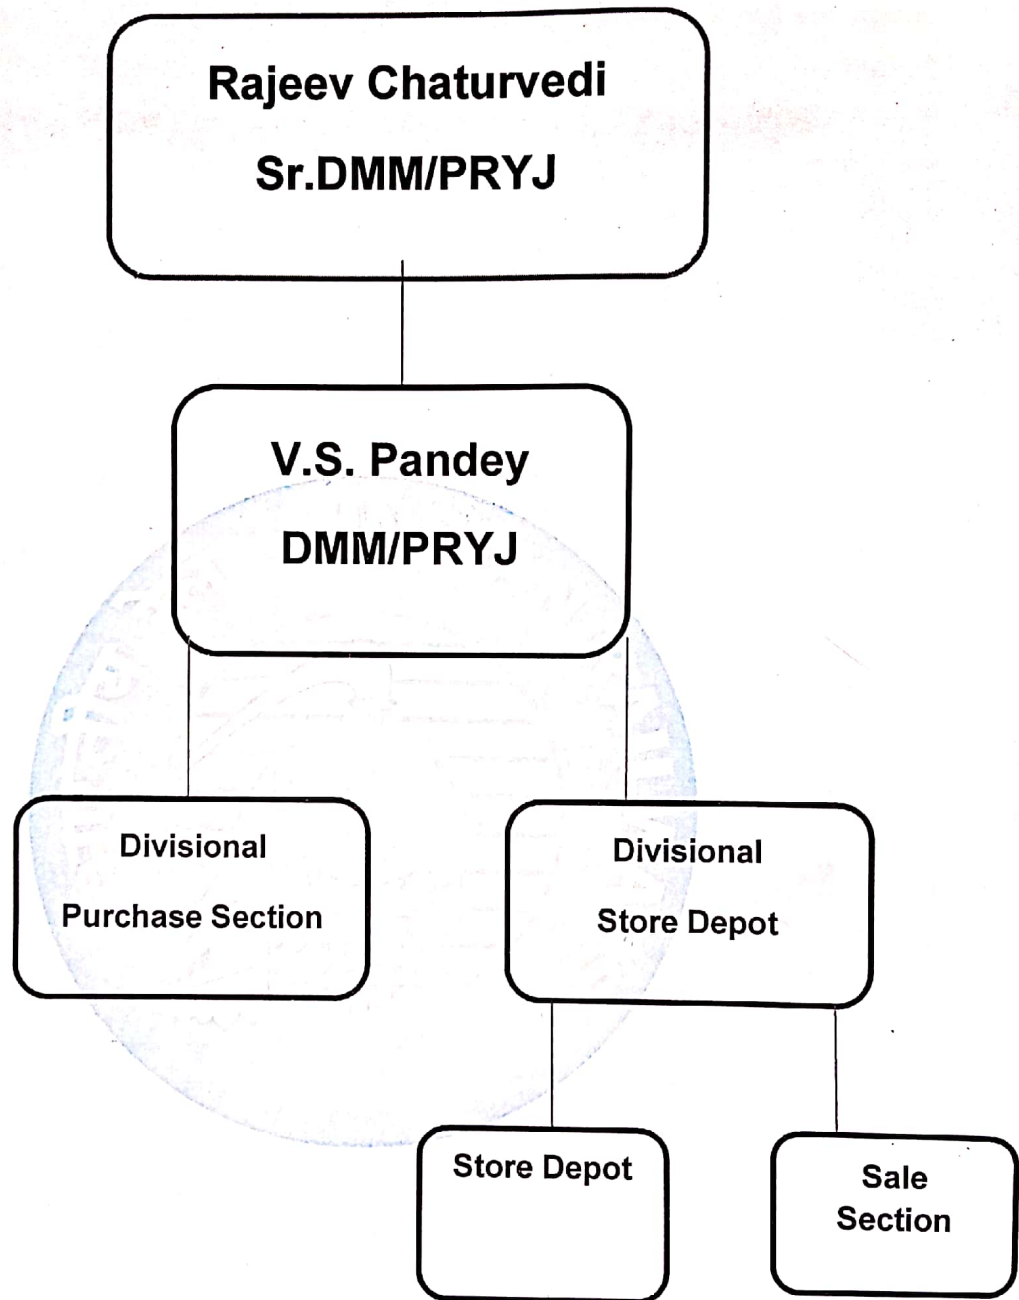 Rajeev Chaturvedi
Sr.DMM/PRYJ
V.S. Pandey
DMM/PRYJ
Divisional
Purchase Section
Divisional
Store Depot
Store Depot
Sale
Section